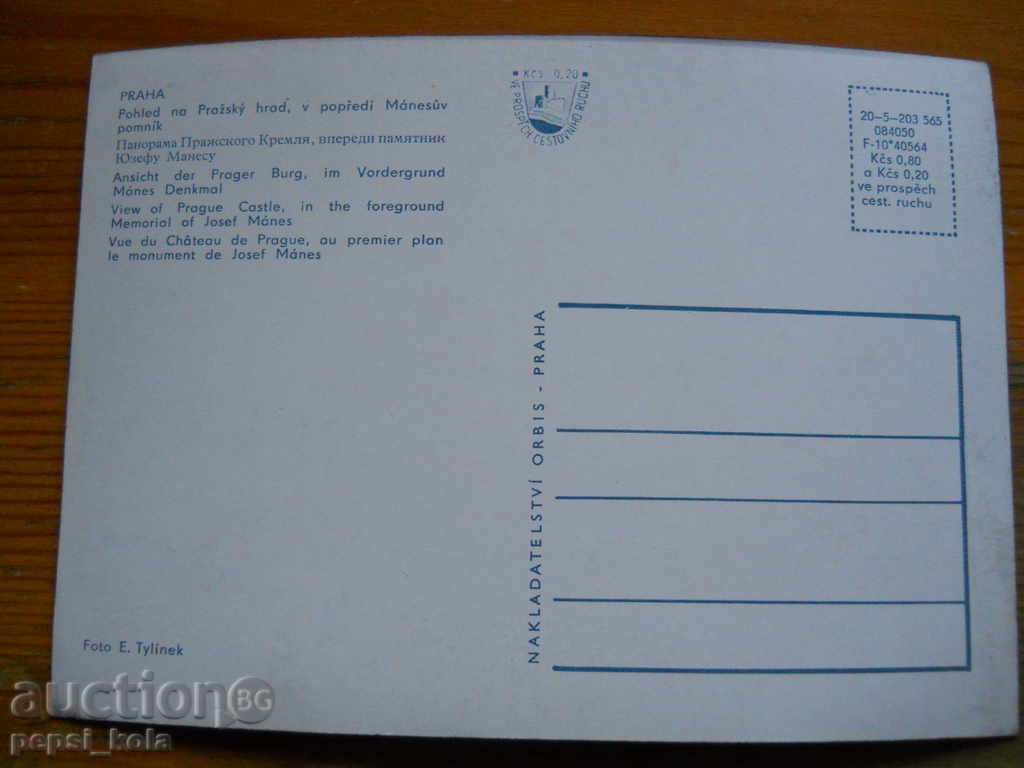 PRAHA
Pohled na Pražský hrad, v popředí Mánesův
pomník
Панорама Пражского Кремля, впереди памятник
Юзефу Манесу
Ansicht der Prager Burg, im Vordergrund
Mánes Denkmal
View of Prague Castle, in the foreground
Memorial of Josef Mánes
Vue du Château de Prague, au premier plan
le monument de Josef Mánes
• Kčs 0,20 •
VE PROSPĚCH CESTOVNÍHO RUCHU
20-5-203 565
084050
F-10*40564
Kčs 0,80
a Kčs 0,20
ve prospěch
cest. ruchu
NAKLADATELSTVÍ ORBIS - PRAHA
Foto E. Tylínek
auction BG
pepsi_kola